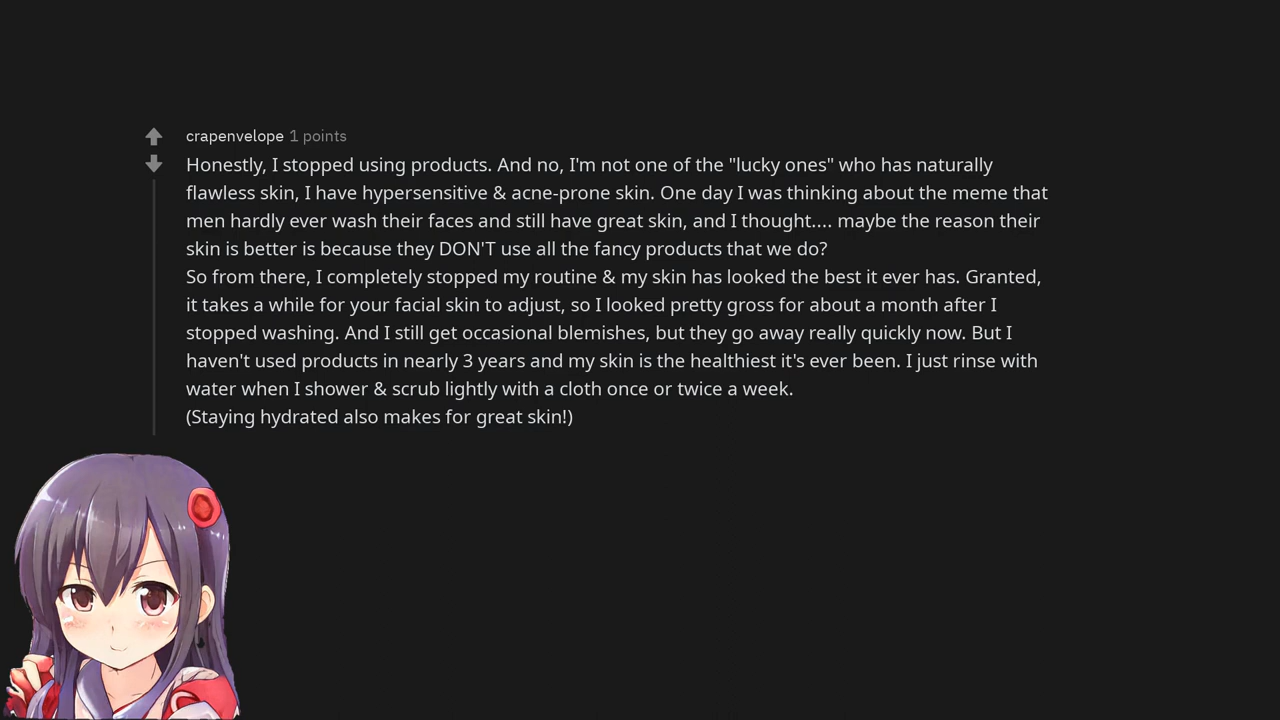 crapenvelope 1 points
Honestly, I stopped using products. And no, I'm not one of the "lucky ones" who has naturally
flawless skin, I have hypersensitive & acne-prone skin. One day I was thinking about the meme that
men hardly ever wash their faces and still have great skin, and I thought.... maybe the reason their
skin is better is because they DON'T use all the fancy products that we do?
So from there, I completely stopped my routine & my skin has looked the best it ever has. Granted,
it takes a while for your facial skin to adjust, so I looked pretty gross for about a month after I
stopped washing. And I still get occasional blemishes, but they go away really quickly now. But I
haven't used products in nearly 3 years and my skin is the healthiest it's ever been. I just rinse with
water when I shower & scrub lightly with a cloth once or twice a week.
(Staying hydrated also makes for great skin!)